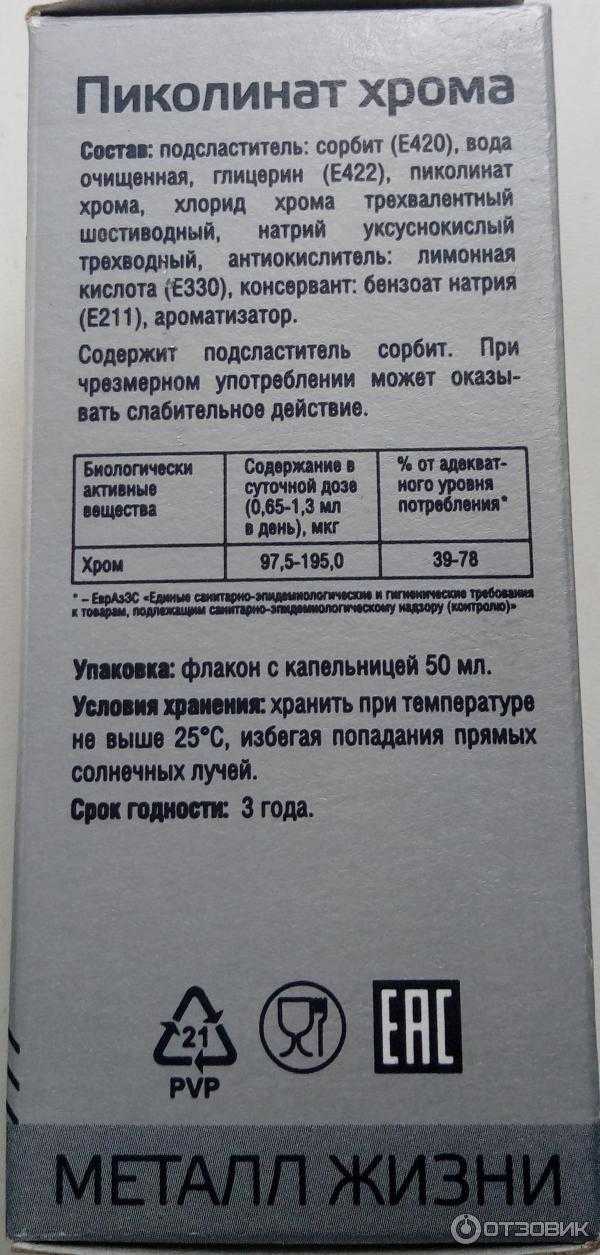 Пиколинат хрома
Состав: подсластитель: сорбит (Е420), вода
очищенная, глицерин (Е422), пиколинат
хрома, хлорид хрома трехвалентный
шестиводный, натрий уксуснокислый
трехводный, антиокислитель: лимонная
кислота (Е330), консервант: бензоат натрия
(Е211), ароматизатор.
Содержит подсластитель сорбит. При
чрезмерном употреблении может оказы-
вать слабительное действие.
Биологически
активные
вещества
Содержание в
суточной дозе
(0,65-1,3 мл
в день), мкг
% от адекват-
ного уровня
потребления*
Хром
97,5-195,0
39-78
* – ЕврАзЭС «Единые санитарно-эпидемиологические и гигиенические требования
к товарам, подлежащим санитарно-эпидемиологическому надзору (контролю)»
Упаковка: флакон с капельницей 50 мл.
Условия хранения: хранить при температуре
не выше 25°С, избегая попадания прямых
солнечных лучей.
Срок годности: 3 года.
21
PVP
EAC
МЕТАЛЛ ЖИЗНИ
ОТЗОВИК